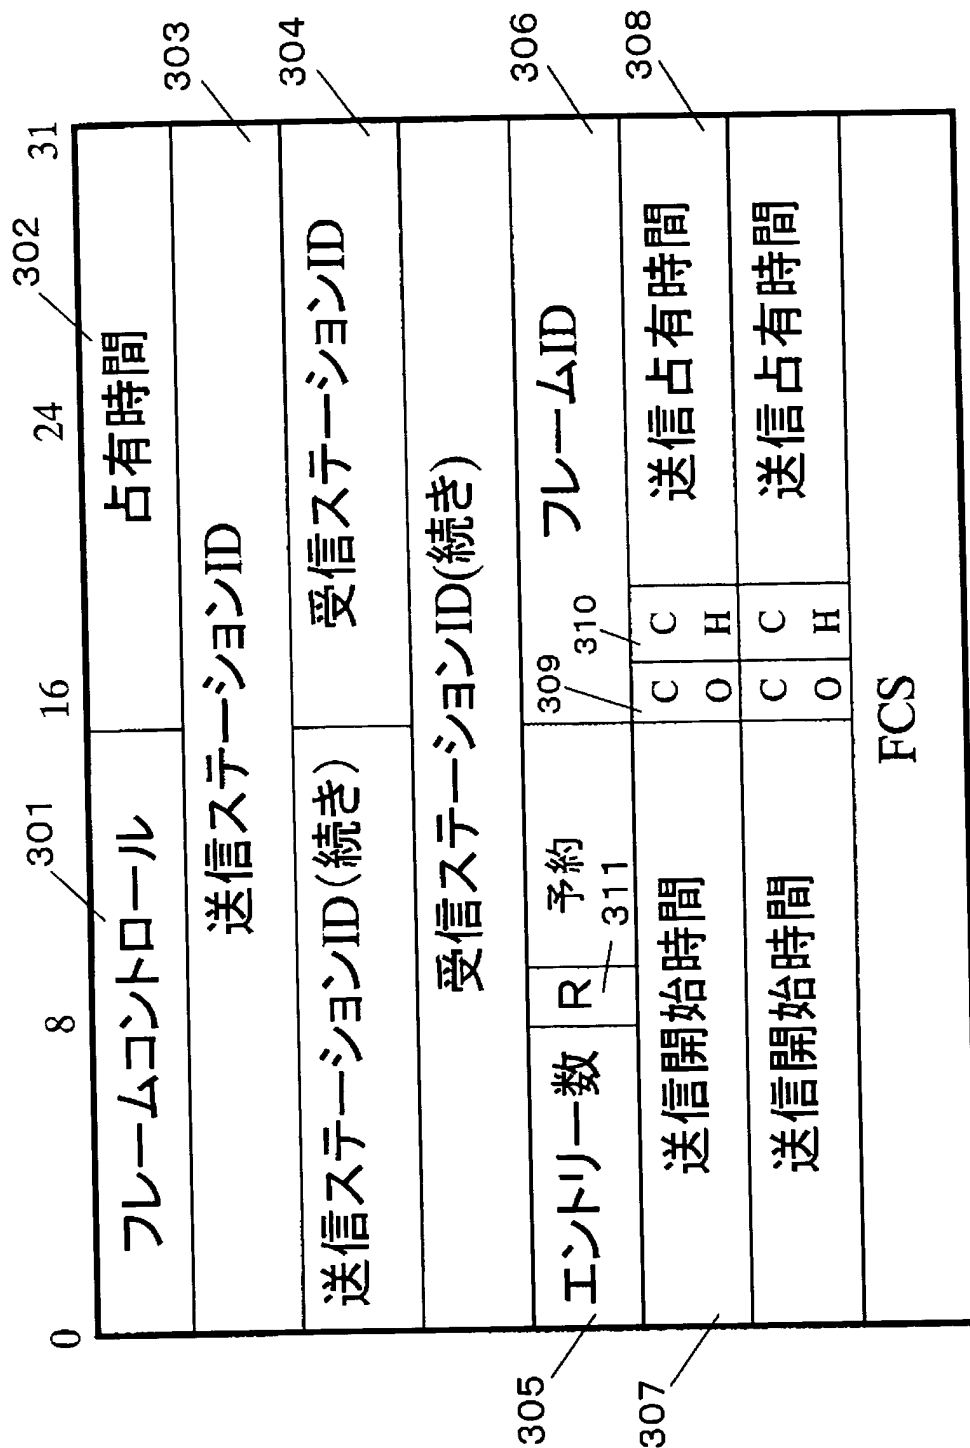 0 8 16 24 31
301 302
フレームコントロール 占有時間
303
送信ステーションID
304
送信ステーションID(続き) 受信ステーションID
受信ステーションID(続き)
305 306
エントリー数 R 予約 フレームID
311 309 310
307 308
送信開始時間 CO CH 送信占有時間
送信開始時間 CO CH 送信占有時間
FCS